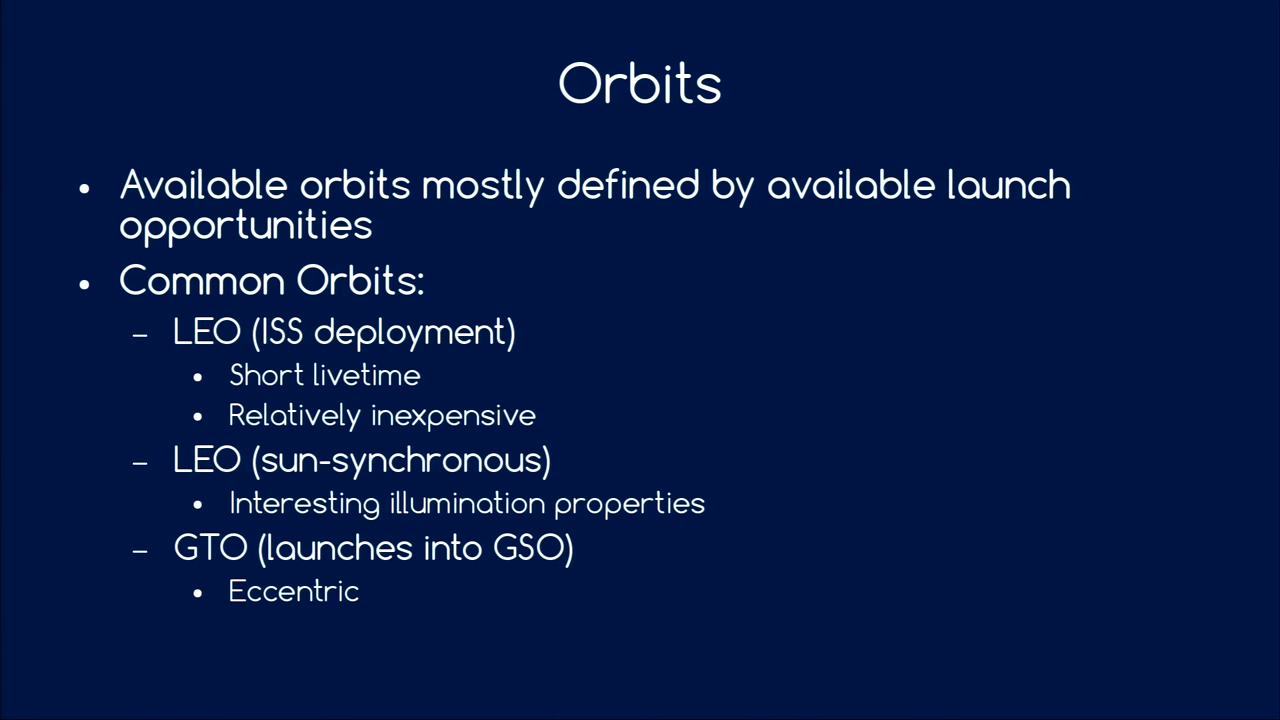 Orbits
• Available orbits mostly defined by available launch
opportunities
• Common Orbits:
– LEO (ISS deployment)
• Short livetime
• Relatively inexpensive
– LEO (sun-synchronous)
• Interesting illumination properties
– GTO (launches into GSO)
• Eccentric